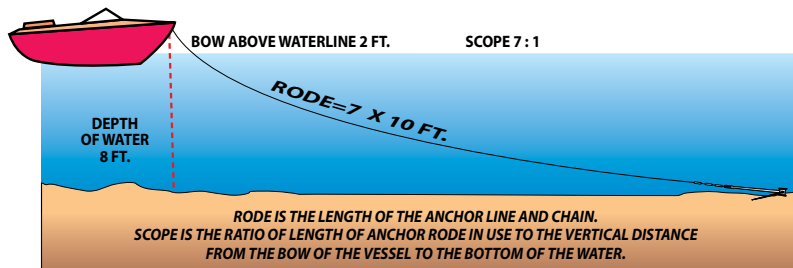 BOW ABOVE WATERLINE 2 FT.
SCOPE 7 : 1
RODE=7 X 10 FT.
DEPTH
OF WATER
8 FT.
RODE IS THE LENGTH OF THE ANCHOR LINE AND CHAIN.
SCOPE IS THE RATIO OF LENGTH OF ANCHOR RODE IN USE TO THE VERTICAL DISTANCE
FROM THE BOW OF THE VESSEL TO THE BOTTOM OF THE WATER.